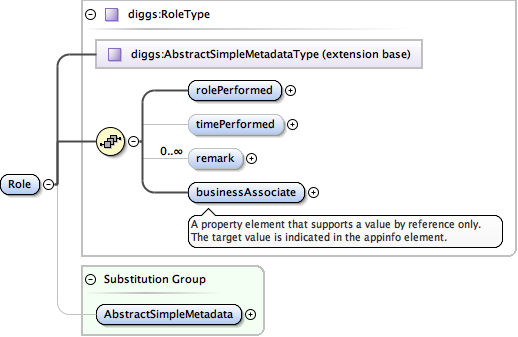 diggs:RoleType
diggs:AbstractSimpleMetadataType (extension base)
rolePerformed
timePerformed
0..∞
remark
businessAssociate
A property element that supports a value by reference only.
The target value is indicated in the appinfo element.
Role
Substitution Group
AbstractSimpleMetadata